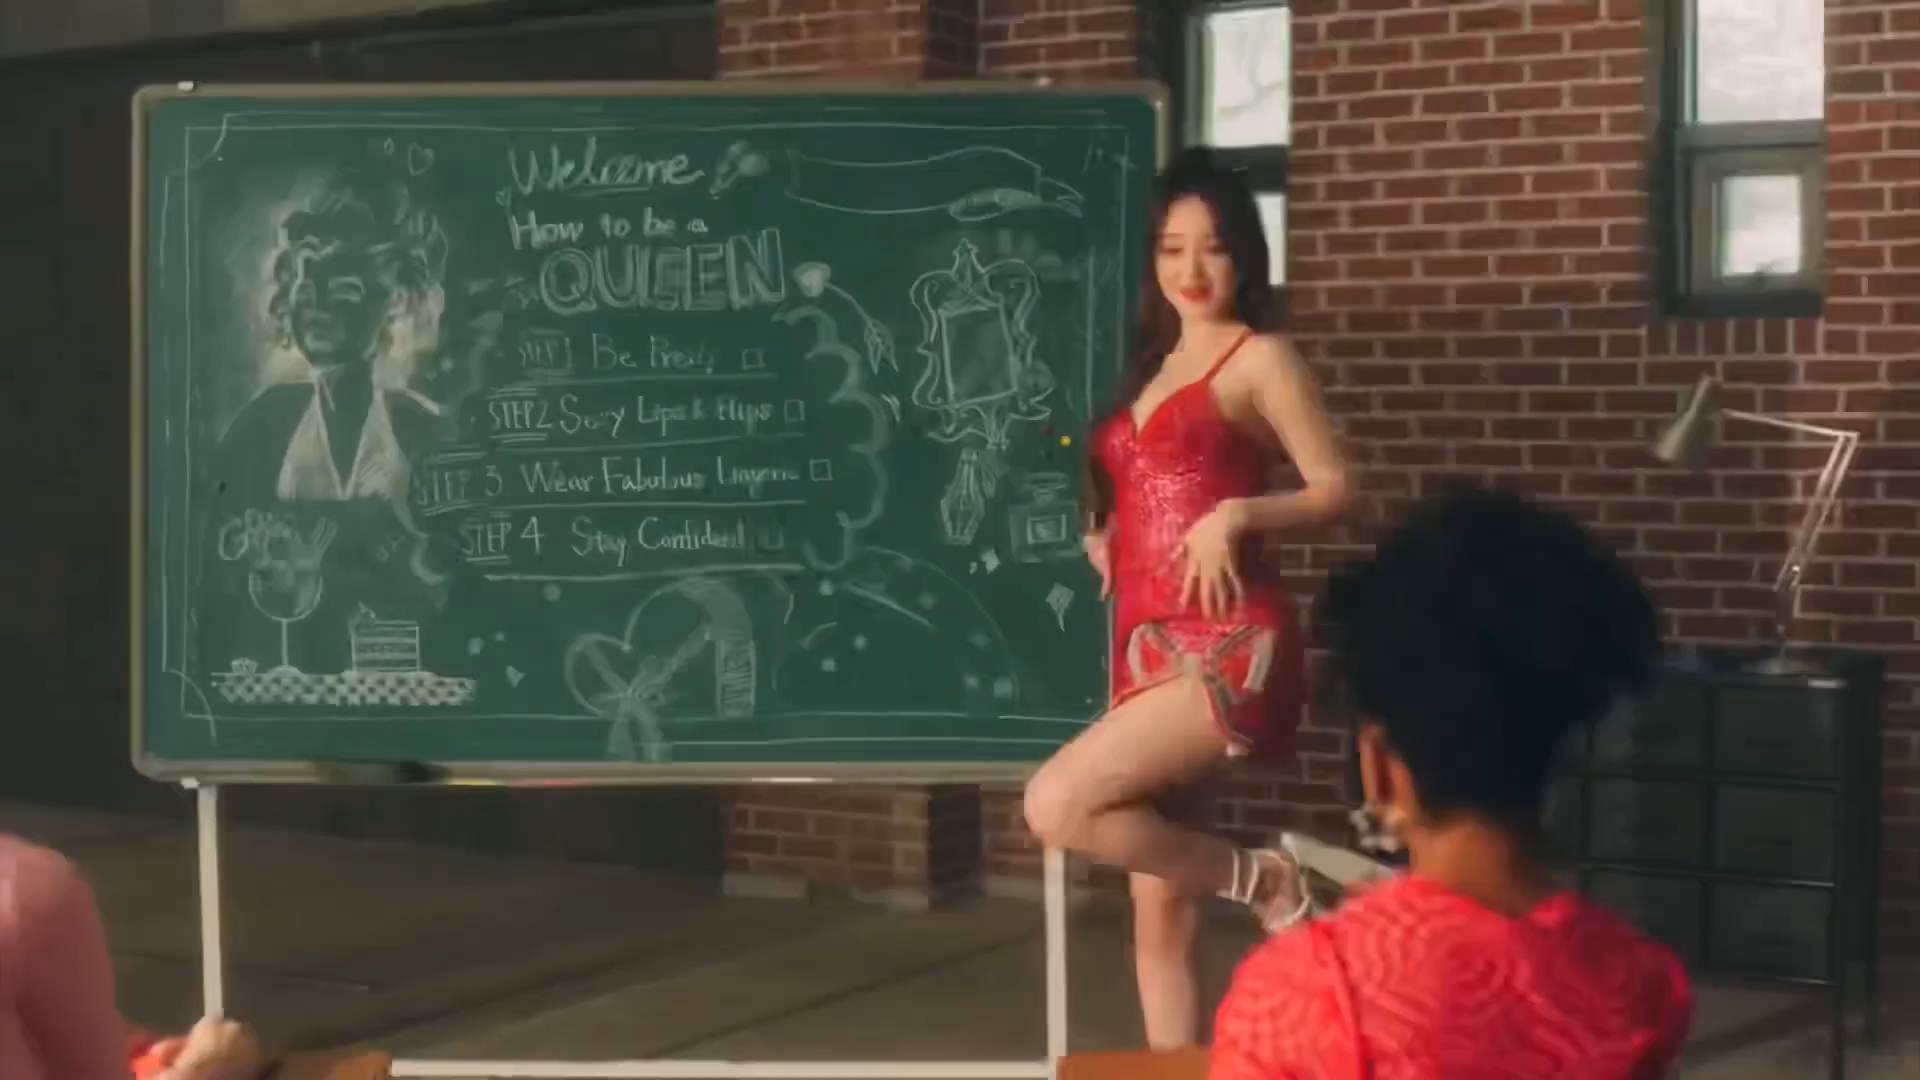 Welcome
How to be a
QUEEN
STEP 1 Be Pretty
STEP 2 Sexy Lips & Hips
STEP 3 Wear Fabulous Lingerie
STEP 4 Stay Confident